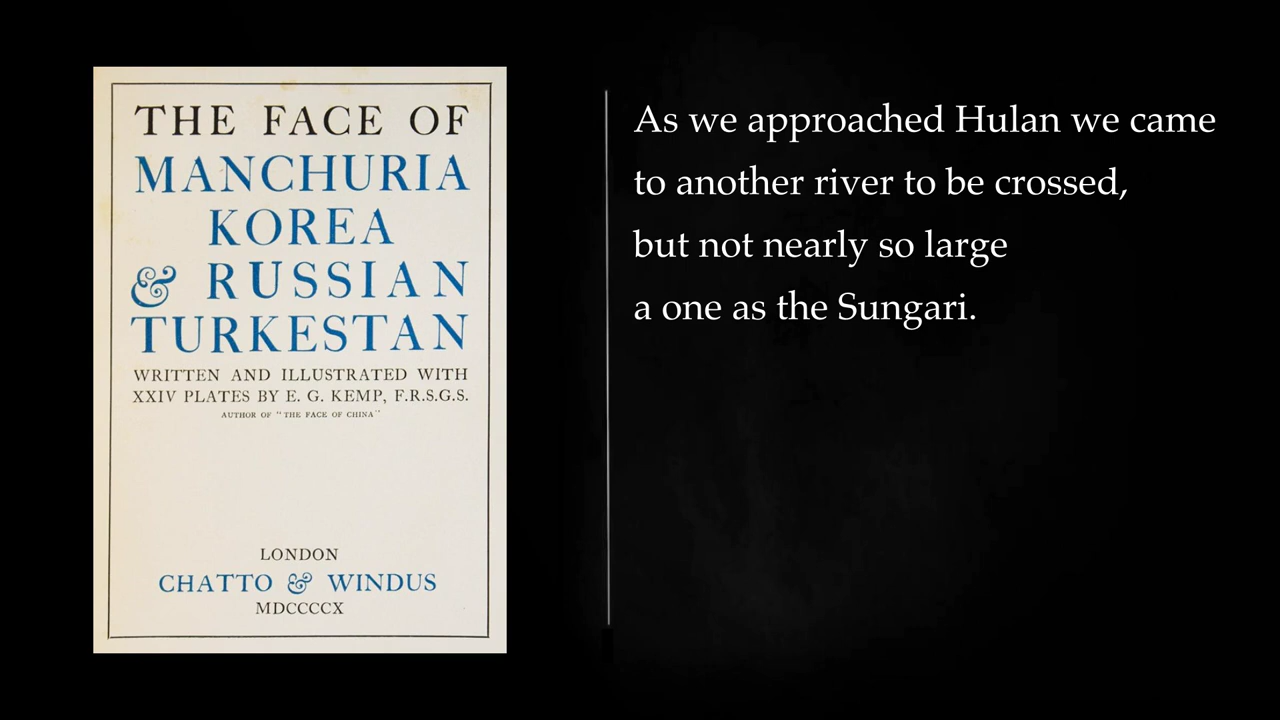 THE FACE OF
MANCHURIA
KOREA
& RUSSIAN
TURKESTAN
WRITTEN AND ILLUSTRATED WITH
XXIV PLATES BY E. G. KEMP, F.R.S.G.S.
AUTHOR OF "THE FACE OF CHINA"
LONDON
CHATTO & WINDUS
MDCCCCX
As we approached Hulan we came
to another river to be crossed,
but not nearly so large
a one as the Sungari.